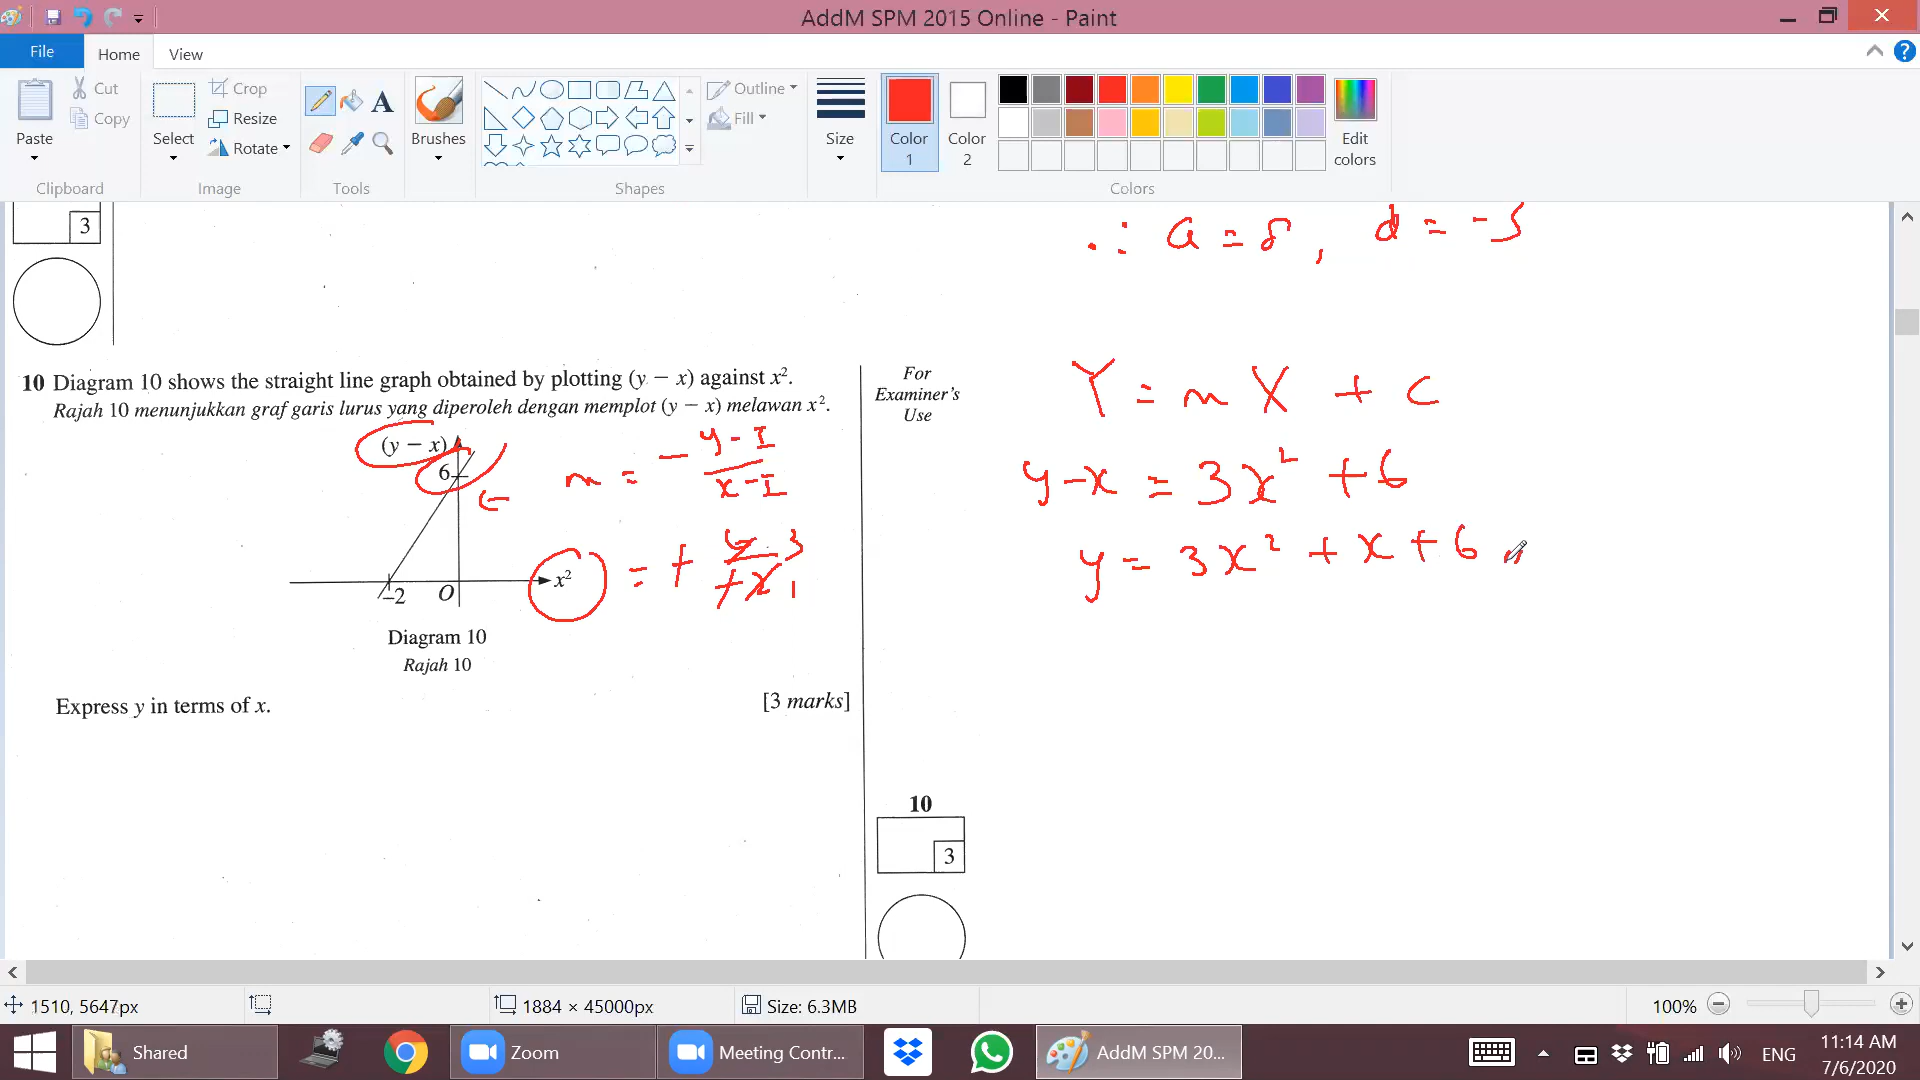 AddM SPM 2015 Online - Paint
File
Home
View
Paste
Cut
Copy
Clipboard
Select
Crop
Resize
Rotate
Image
A
Tools
Brushes
Shapes
Outline
Fill
Size
Color 1
Color 2
Edit colors
Colors
3
∴ a = 8, d = -5
10 Diagram 10 shows the straight line graph obtained by plotting (y − x) against x².
Rajah 10 menunjukkan graf garis lurus yang diperoleh dengan memplot (y − x) melawan x².
For
Examiner's
Use
(y − x)
6
−2
O
x²
Diagram 10
Rajah 10
m = - y-I / x-I
= + 6 3 / +2 1
Y = m X + C
y - x = 3x² + 6
y = 3x² + x + 6
Express y in terms of x.
[3 marks]
10
3
1510, 5647px
1884 × 45000px
Size: 6.3MB
100%
Shared
Zoom
Meeting Contr...
AddM SPM 20...
ENG
11:14 AM
7/6/2020